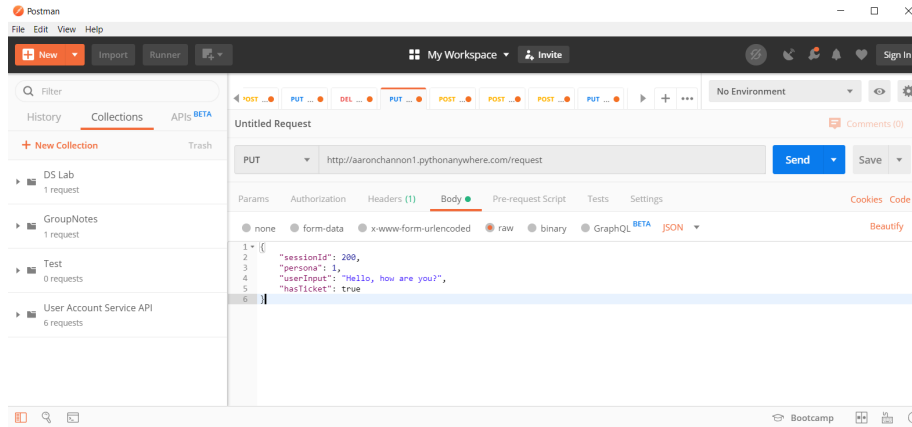 Postman
File Edit View Help
New Import Runner My Workspace Invite Sign In
Filter
History Collections APIs BETA
+ New Collection Trash
DS Lab
1 request
GroupNotes
1 request
Test
0 requests
User Account Service API
6 requests
OST ... PUT ... DEL ... PUT ... POST ... POST ... POST ... PUT ... + ••• No Environment
Untitled Request Comments (0)
PUT http://aaronchannon1.pythonanywhere.com/request Send Save
Params Authorization Headers (1) Body Pre-request Script Tests Settings Cookies Code
none form-data x-www-form-urlencoded raw binary GraphQL BETA JSON Beautify
1 {
2 "sessionId": 200,
3 "persona": 1,
4 "userInput": "Hello, how are you?",
5 "hasTicket": true
6 }
Bootcamp